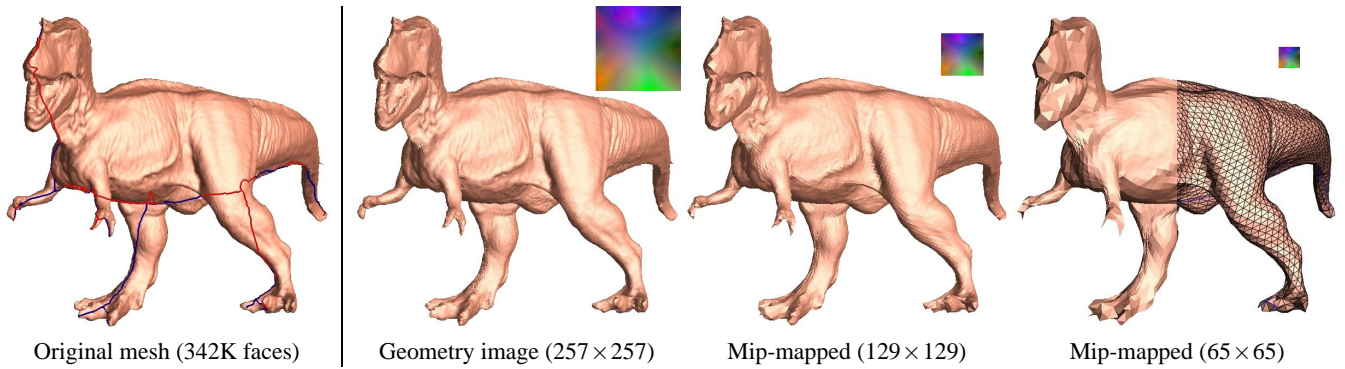 Original mesh (342K faces)
Geometry image (257×257)
Mip-mapped (129×129)
Mip-mapped (65×65)